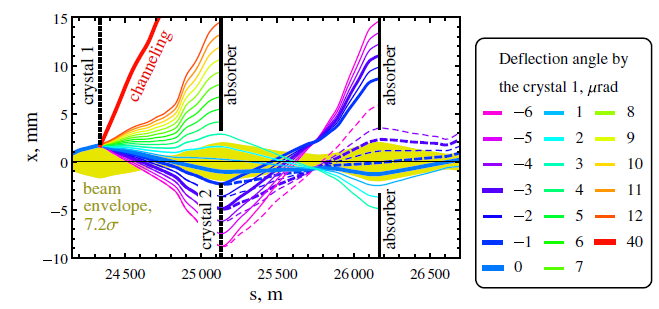 15
10
5
0
−5
−10
x, mm
crystal 1
channeling
absorber
absorber
beam
envelope,
7.2σ
crystal 2
absorber
24 500
25 000
25 500
26 000
26 500
s, m
Deflection angle by
the crystal 1, μrad
−6 1 8
−5 2 9
−4 3 10
−3 4 11
−2 5 12
−1 6 40
0 7